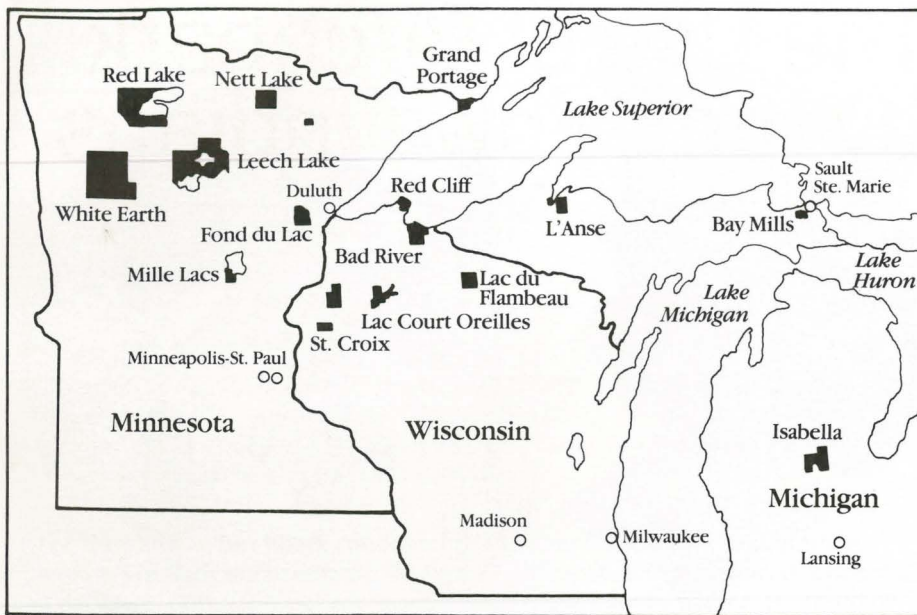 Grand
Portage
Red Lake
Nett Lake
Lake Superior
Leech Lake
Sault
Ste. Marie
Duluth
Red Cliff
White Earth
L'Anse
Bay Mills
Fond du Lac
Bad River
Lake
Huron
Mille Lacs
Lac du
Flambeau
Lake
Michigan
Lac Court Oreilles
St. Croix
Minneapolis-St. Paul
Minnesota
Wisconsin
Isabella
Michigan
Madison
Milwaukee
Lansing